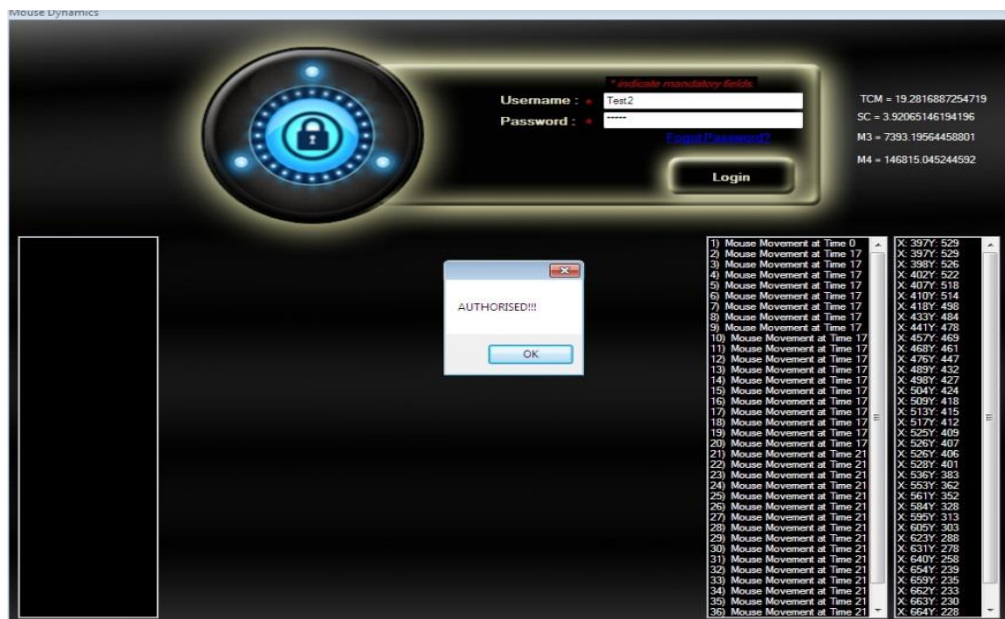 Mouse Dynamics
* indicate mandatory fields
Username : * Test2
Password : * •••••
Fogot Password?
Login
TCM = 19.2816887254719
SC = 3.92065146194196
M3 = 7393.19564458801
M4 = 146815.045244592
AUTHORISED!!!
OK
1) Mouse Movement at Time 0
2) Mouse Movement at Time 17
3) Mouse Movement at Time 17
4) Mouse Movement at Time 17
5) Mouse Movement at Time 17
6) Mouse Movement at Time 17
7) Mouse Movement at Time 17
8) Mouse Movement at Time 17
9) Mouse Movement at Time 17
10) Mouse Movement at Time 17
11) Mouse Movement at Time 17
12) Mouse Movement at Time 17
13) Mouse Movement at Time 17
14) Mouse Movement at Time 17
15) Mouse Movement at Time 17
16) Mouse Movement at Time 17
17) Mouse Movement at Time 17
18) Mouse Movement at Time 17
19) Mouse Movement at Time 17
20) Mouse Movement at Time 17
21) Mouse Movement at Time 21
22) Mouse Movement at Time 21
23) Mouse Movement at Time 21
24) Mouse Movement at Time 21
25) Mouse Movement at Time 21
26) Mouse Movement at Time 21
27) Mouse Movement at Time 21
28) Mouse Movement at Time 21
29) Mouse Movement at Time 21
30) Mouse Movement at Time 21
31) Mouse Movement at Time 21
32) Mouse Movement at Time 21
33) Mouse Movement at Time 21
34) Mouse Movement at Time 21
35) Mouse Movement at Time 21
36) Mouse Movement at Time 21
X: 397Y: 529
X: 397Y: 529
X: 398Y: 526
X: 402Y: 522
X: 407Y: 518
X: 410Y: 514
X: 418Y: 498
X: 433Y: 484
X: 441Y: 478
X: 457Y: 469
X: 468Y: 461
X: 476Y: 447
X: 489Y: 432
X: 498Y: 427
X: 504Y: 424
X: 509Y: 418
X: 513Y: 415
X: 517Y: 412
X: 525Y: 409
X: 526Y: 407
X: 526Y: 406
X: 528Y: 401
X: 536Y: 383
X: 553Y: 362
X: 561Y: 352
X: 584Y: 328
X: 595Y: 313
X: 605Y: 303
X: 623Y: 288
X: 631Y: 278
X: 640Y: 258
X: 654Y: 239
X: 659Y: 235
X: 662Y: 233
X: 663Y: 230
X: 664Y: 228